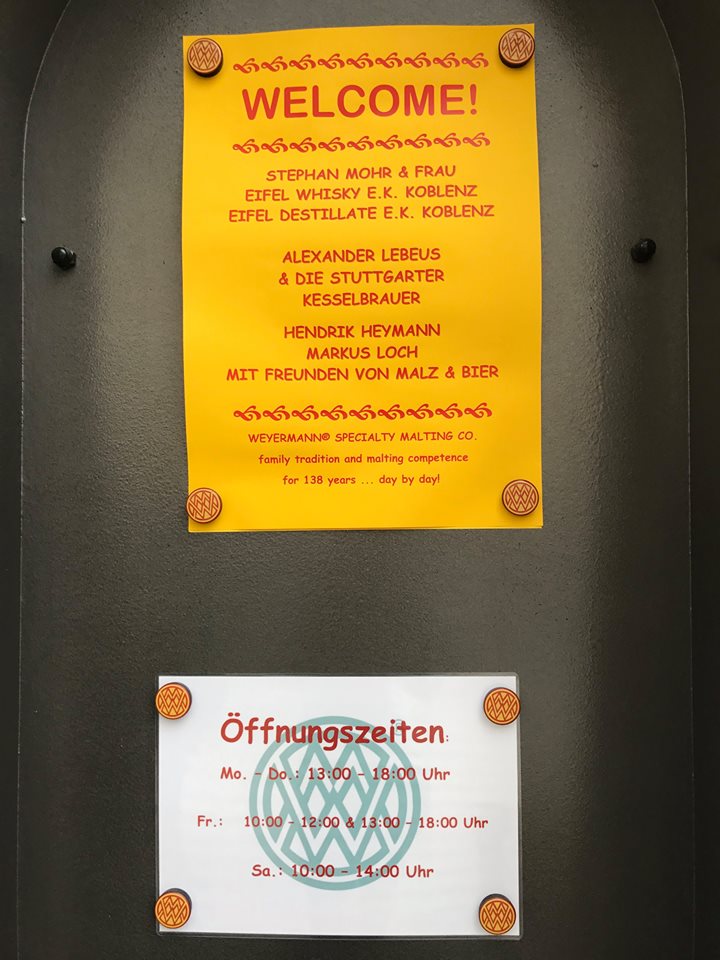 WELCOME!
STEPHAN MOHR & FRAU
EIFEL WHISKY E.K. KOBLENZ
EIFEL DESTILLATE E.K. KOBLENZ
ALEXANDER LEBEUS
& DIE STUTTGARTER
KESSELBRAUER
HENDRIK HEYMANN
MARKUS LOCH
MIT FREUNDEN VON MALZ & BIER
WEYERMANN® SPECIALTY MALTING CO.
family tradition and malting competence
for 138 years ... day by day!
Öffnungszeiten:
Mo. - Do.: 13:00 - 18:00 Uhr
Fr.: 10:00 - 12:00 & 13:00 - 18:00 Uhr
Sa.: 10:00 - 14:00 Uhr